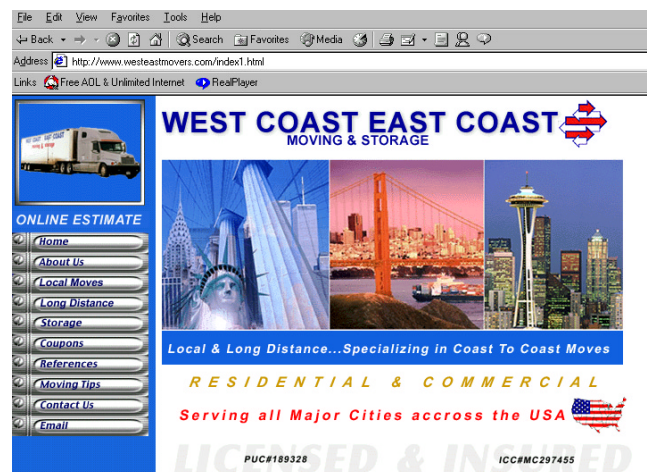 File Edit View Favorites Tools Help
Back Search Favorites Media
Address http://www.westeastmovers.com/index1.html
Links Free AOL & Unlimited Internet RealPlayer
WEST COAST EAST COAST
MOVING & STORAGE
ONLINE ESTIMATE
Home
About Us
Local Moves
Long Distance
Storage
Coupons
References
Moving Tips
Contact Us
Email
Local & Long Distance...Specializing in Coast To Coast Moves
RESIDENTIAL & COMMERCIAL
Serving all Major Cities accross the USA
LICENSED & INSURED
PUC#189328 ICC#MC297455